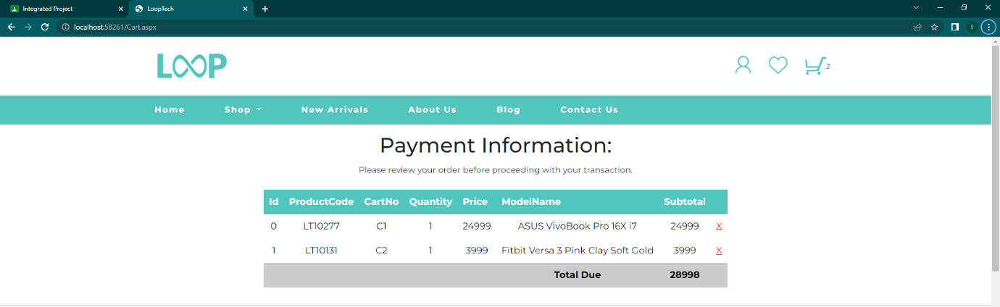 Integrated Project
LoopTech
localhost:58261/Cart.aspx
I
LOOP
2
Home Shop New Arrivals About Us Blog Contact Us
Payment Information:
Please review your order before proceeding with your transaction.
Id ProductCode CartNo Quantity Price ModelName Subtotal
0 LT10277 C1 1 24999 ASUS VivoBook Pro 16X i7 24999 X
1 LT10131 C2 1 3999 Fitbit Versa 3 Pink Clay Soft Gold 3999 X
Total Due 28998